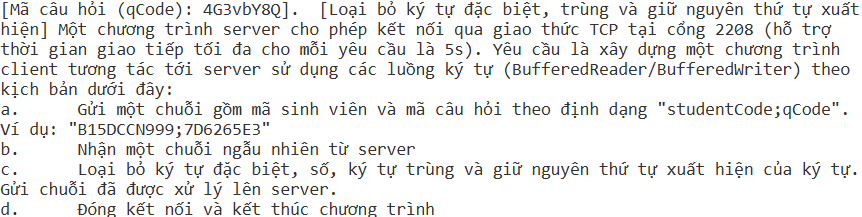 [Mã câu hỏi (qCode): 4G3vbY8Q].  [Loại bỏ ký tự đặc biệt, trùng và giữ nguyên thứ tự xuất
hiện] Một chương trình server cho phép kết nối qua giao thức TCP tại cổng 2208 (hỗ trợ
thời gian giao tiếp tối đa cho mỗi yêu cầu là 5s). Yêu cầu là xây dựng một chương trình
client tương tác tới server sử dụng các luồng ký tự (BufferedReader/BufferedWriter) theo
kịch bản dưới đây:
a.      Gửi một chuỗi gồm mã sinh viên và mã câu hỏi theo định dạng "studentCode;qCode".
Ví dụ: "B15DCCN999;7D6265E3"
b.      Nhận một chuỗi ngẫu nhiên từ server
c.      Loại bỏ ký tự đặc biệt, số, ký tự trùng và giữ nguyên thứ tự xuất hiện của ký tự.
Gửi chuỗi đã được xử lý lên server.
d.      Đóng kết nối và kết thúc chương trình